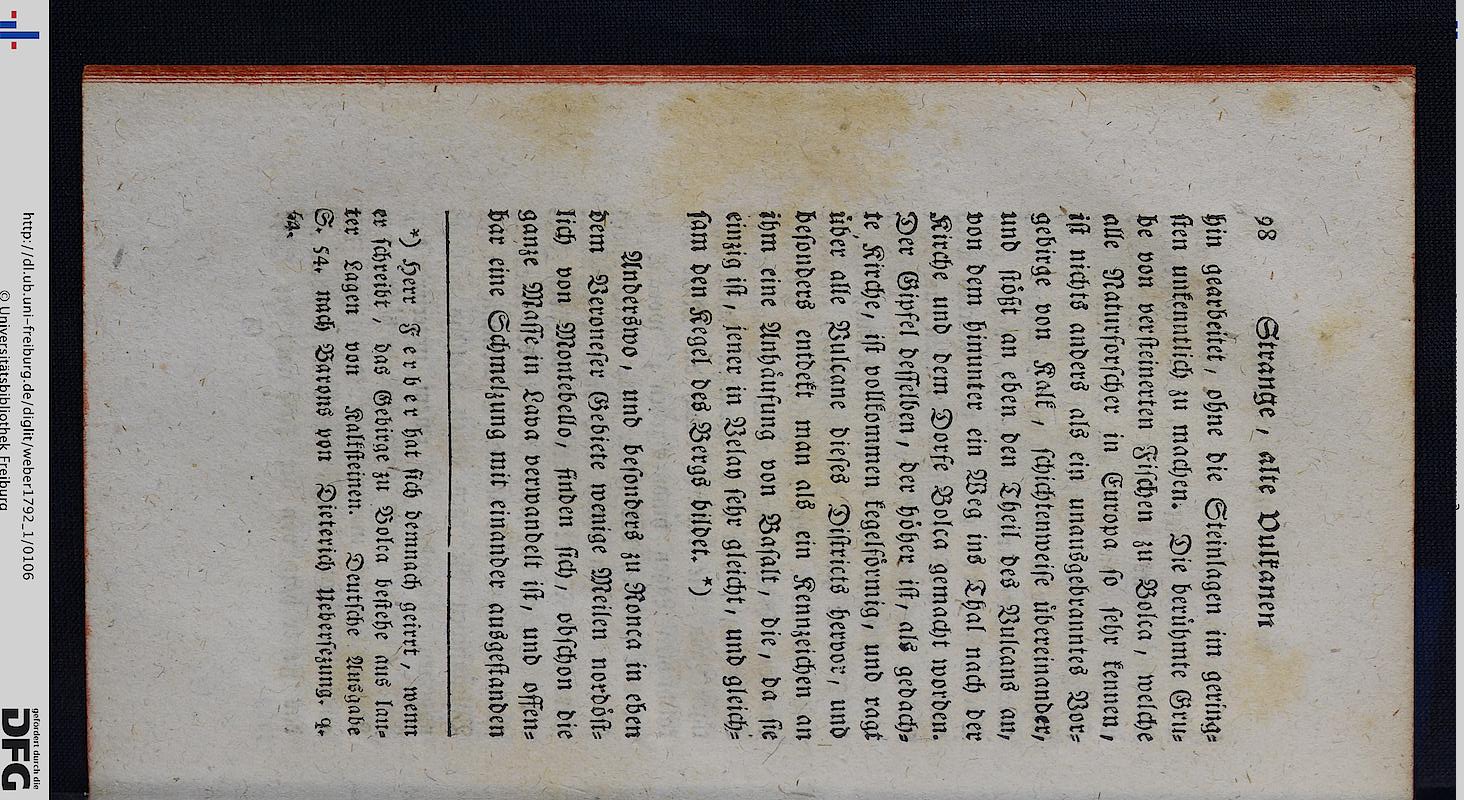 98 Strange, alte Vulkanen
hin gearbeitet, ohne die Steinlagen im gering-
sten unkenntlich zu machen. Die berühmte Gru-
be von versteinerten Fischen zu Bolca, welche
alle Naturforscher in Europa so sehr kennen,
ist nichts anders als ein unausgebranntes Vor-
gebirge von Kalk, schichtenweise übereinander,
und stößt an eben den Theil des Vulcans an,
von dem hinunter ein Weg ins Thal nach der
Kirche und dem Dorfe Bolca gemacht worden.
Der Gipfel desselben, der höher ist, als gedach-
te Kirche, ist vollkommen kegelförmig, und ragt
über alle Vulcane dieses Districts hervor, und
besonders entdekt man als ein Kennzeichen an
ihm eine Anhäufung von Basalt, die, da sie
einzig ist, jener in Velay sehr gleicht, und gleich-
sam den Kegel des Bergs bildet. *)
Anderswo, und besonders zu Ronca in eben
dem Veroneser Gebiete wenige Meilen nordöst-
lich von Montebello, finden sich, obschon die
ganze Masse in Lava verwandelt ist, und offen-
bar eine Schmelzung mit einander ausgestanden
*) Herr Ferber hat sich demnach geirrt, wenn
er schreibt, das Gebirge zu Bolca bestehe aus lau-
ter Lagen von Kalksteinen. Deutsche Ausgabe
S. 54. nach Barons von Dieterich Uebersezung. q.
http://dl.ub.uni-freiburg.de/diglit/weber1792_1/0106
© Universitätsbibliothek Freiburg
gefördert durch die
DFG